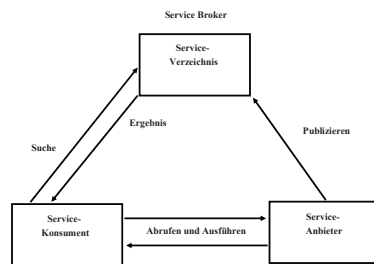 Service Broker
Service-
Verzeichnis
Ergebnis
Publizieren
Suche
Service-
Konsument
Abrufen und Ausführen
Service-
Anbieter